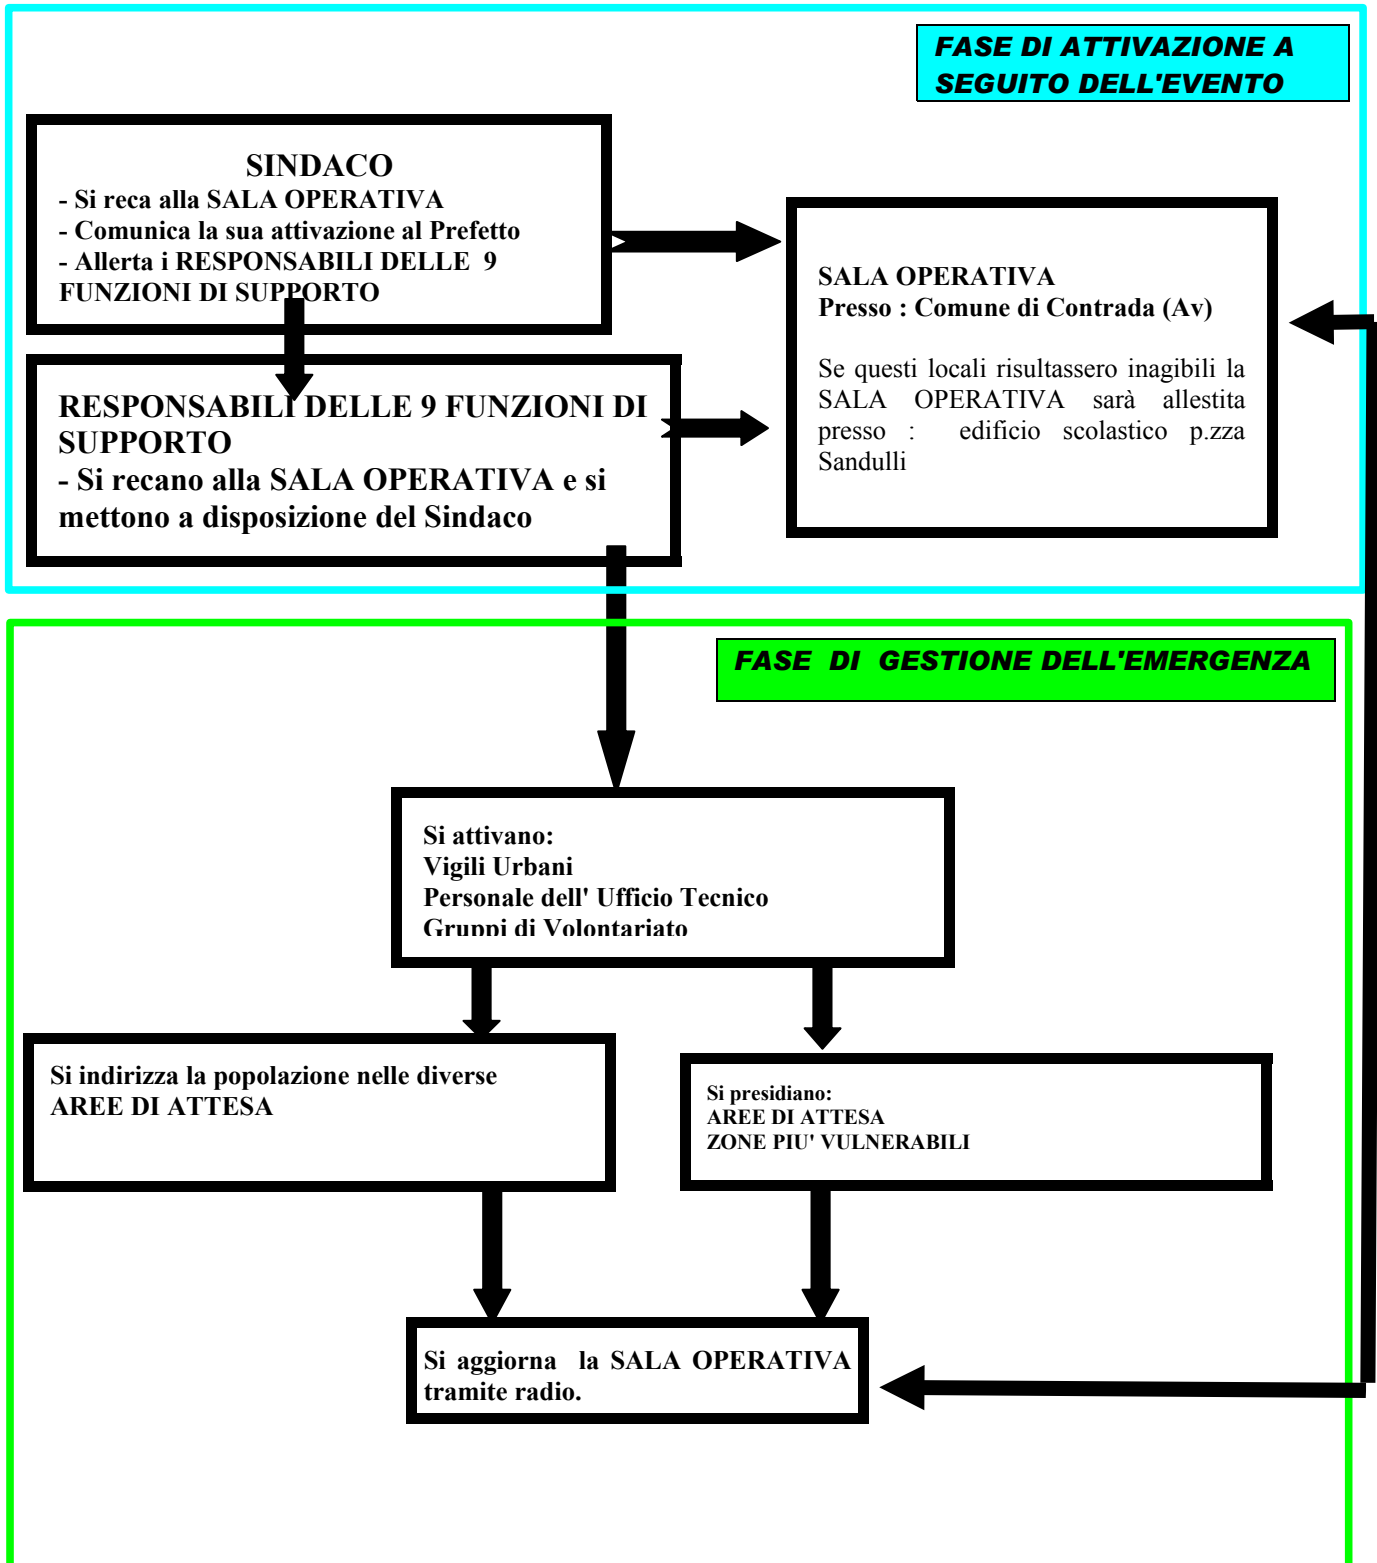 FASE DI ATTIVAZIONE A
SEGUITO DELL'EVENTO
SINDACO
- Si reca alla SALA OPERATIVA
- Comunica la sua attivazione al Prefetto
- Allerta i RESPONSABILI DELLE 9
FUNZIONI DI SUPPORTO
SALA OPERATIVA
Presso : Comune di Contrada (Av)
Se questi locali risultassero inagibili la
SALA OPERATIVA sarà allestita
presso : edificio scolastico p.zza
Sandulli
RESPONSABILI DELLE 9 FUNZIONI DI
SUPPORTO
- Si recano alla SALA OPERATIVA e si
mettono a disposizione del Sindaco
FASE DI GESTIONE DELL'EMERGENZA
Si attivano:
Vigili Urbani
Personale dell' Ufficio Tecnico
Gruppi di Volontariato
Si indirizza la popolazione nelle diverse
AREE DI ATTESA
Si presidiano:
AREE DI ATTESA
ZONE PIU' VULNERABILI
Si aggiorna la SALA OPERATIVA
tramite radio.